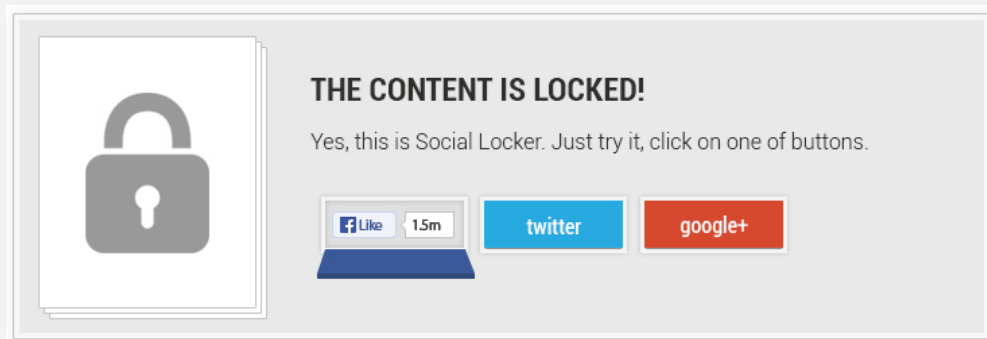 THE CONTENT IS LOCKED!
Yes, this is Social Locker. Just try it, click on one of buttons.
f Like 1.5m twitter google+